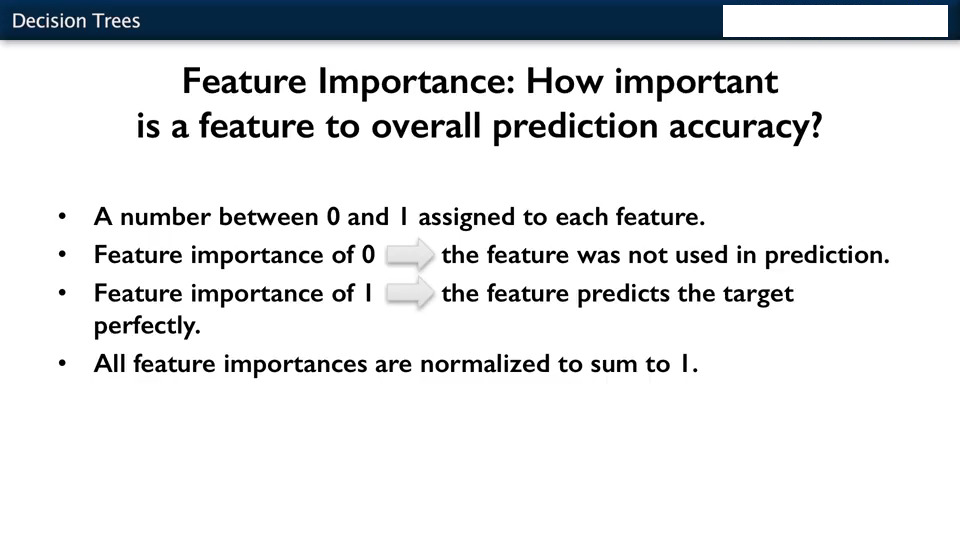 Decision Trees
Feature Importance: How important
is a feature to overall prediction accuracy?
• A number between 0 and 1 assigned to each feature.
• Feature importance of 0 the feature was not used in prediction.
• Feature importance of 1 the feature predicts the target
perfectly.
• All feature importances are normalized to sum to 1.